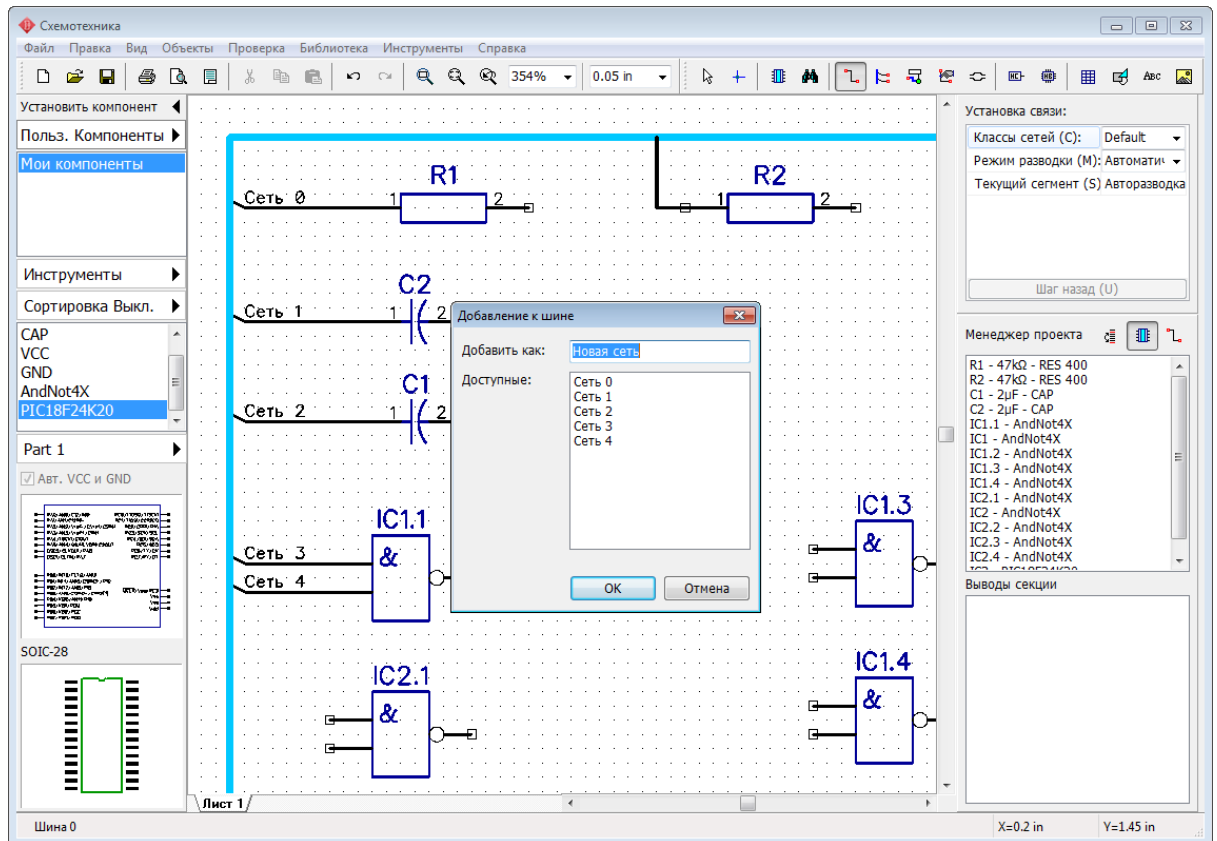 Схемотехника
Файл Правка Вид Объекты Проверка Библиотека Инструменты Справка
354% 0.05 in ABC
Установить компонент
Польз. Компоненты
Мои компоненты
Инструменты
Сортировка Выкл.
CAP
VCC
GND
AndNot4X
PIC18F24K20
Part 1
Авт. VCC и GND
SOIC-28
R1
Сеть 0 1 2
R2
1 2
C2
Сеть 1 1 2
C1
Сеть 2 1 2
IC1.1
&
Сеть 3
Сеть 4
IC1.3
&
IC2.1
&
IC1.4
&
Лист 1
Добавление к шине
Добавить как: Новая сеть
Доступные:
Сеть 0
Сеть 1
Сеть 2
Сеть 3
Сеть 4
OK Отмена
Установка связи:
Классы сетей (C): Default
Режим разводки (M): Автоматич
Текущий сегмент (S) Авторазводка
Шаг назад (U)
Менеджер проекта
R1 - 47kΩ - RES 400
R2 - 47kΩ - RES 400
C1 - 2µF - CAP
C2 - 2µF - CAP
IC1.1 - AndNot4X
IC1 - AndNot4X
IC1.2 - AndNot4X
IC1.3 - AndNot4X
IC1.4 - AndNot4X
IC2.1 - AndNot4X
IC2 - AndNot4X
IC2.2 - AndNot4X
IC2.3 - AndNot4X
IC2.4 - AndNot4X
Выводы секции
Шина 0 X=0.2 in Y=1.45 in